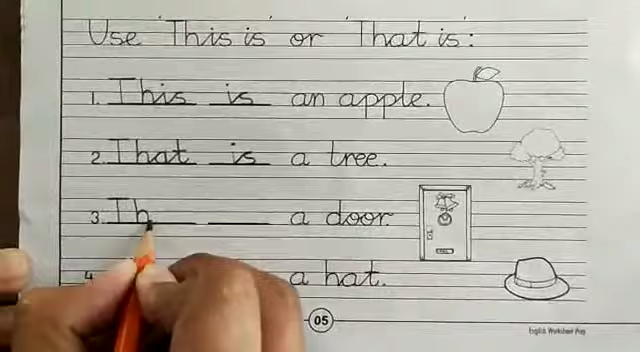 Use 'This is' or 'That is':
1. This is an apple.
2. That is a tree.
3. Th a door.
4. a hat.
05
English Worksheet Prep